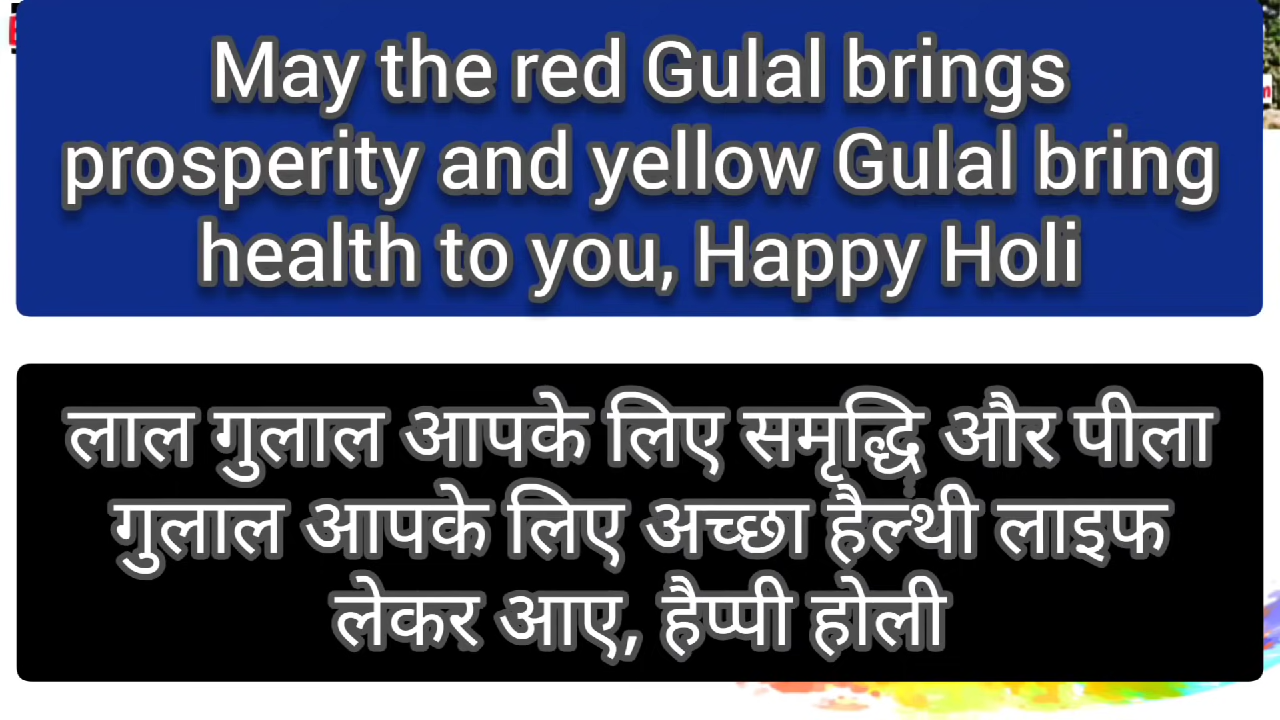 May the red Gulal brings
prosperity and yellow Gulal bring
health to you, Happy Holi
लाल गुलाल आपके लिए समृद्धि और पीला
गुलाल आपके लिए अच्छा हैल्थी लाइफ
लेकर आए, हैप्पी होली